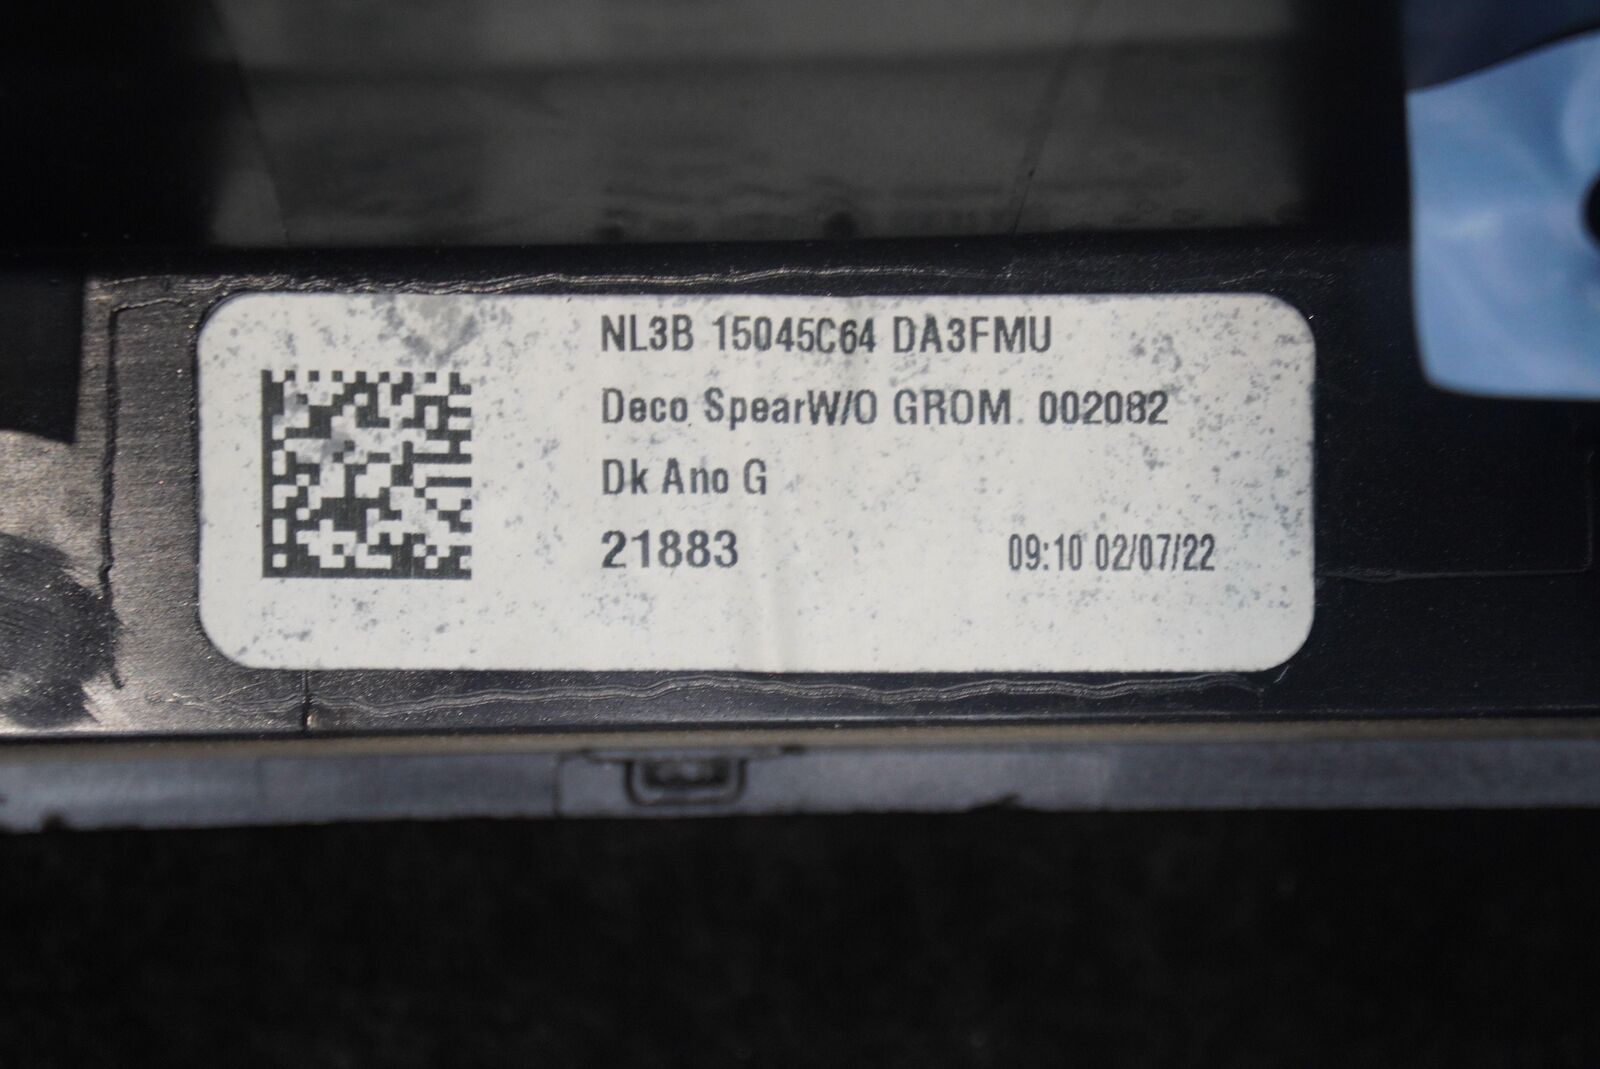 NL3B 15045C64 DA3FMU
Deco SpearW/O GROM. 002082
Dk Ano G
21883 09:10 02/07/22